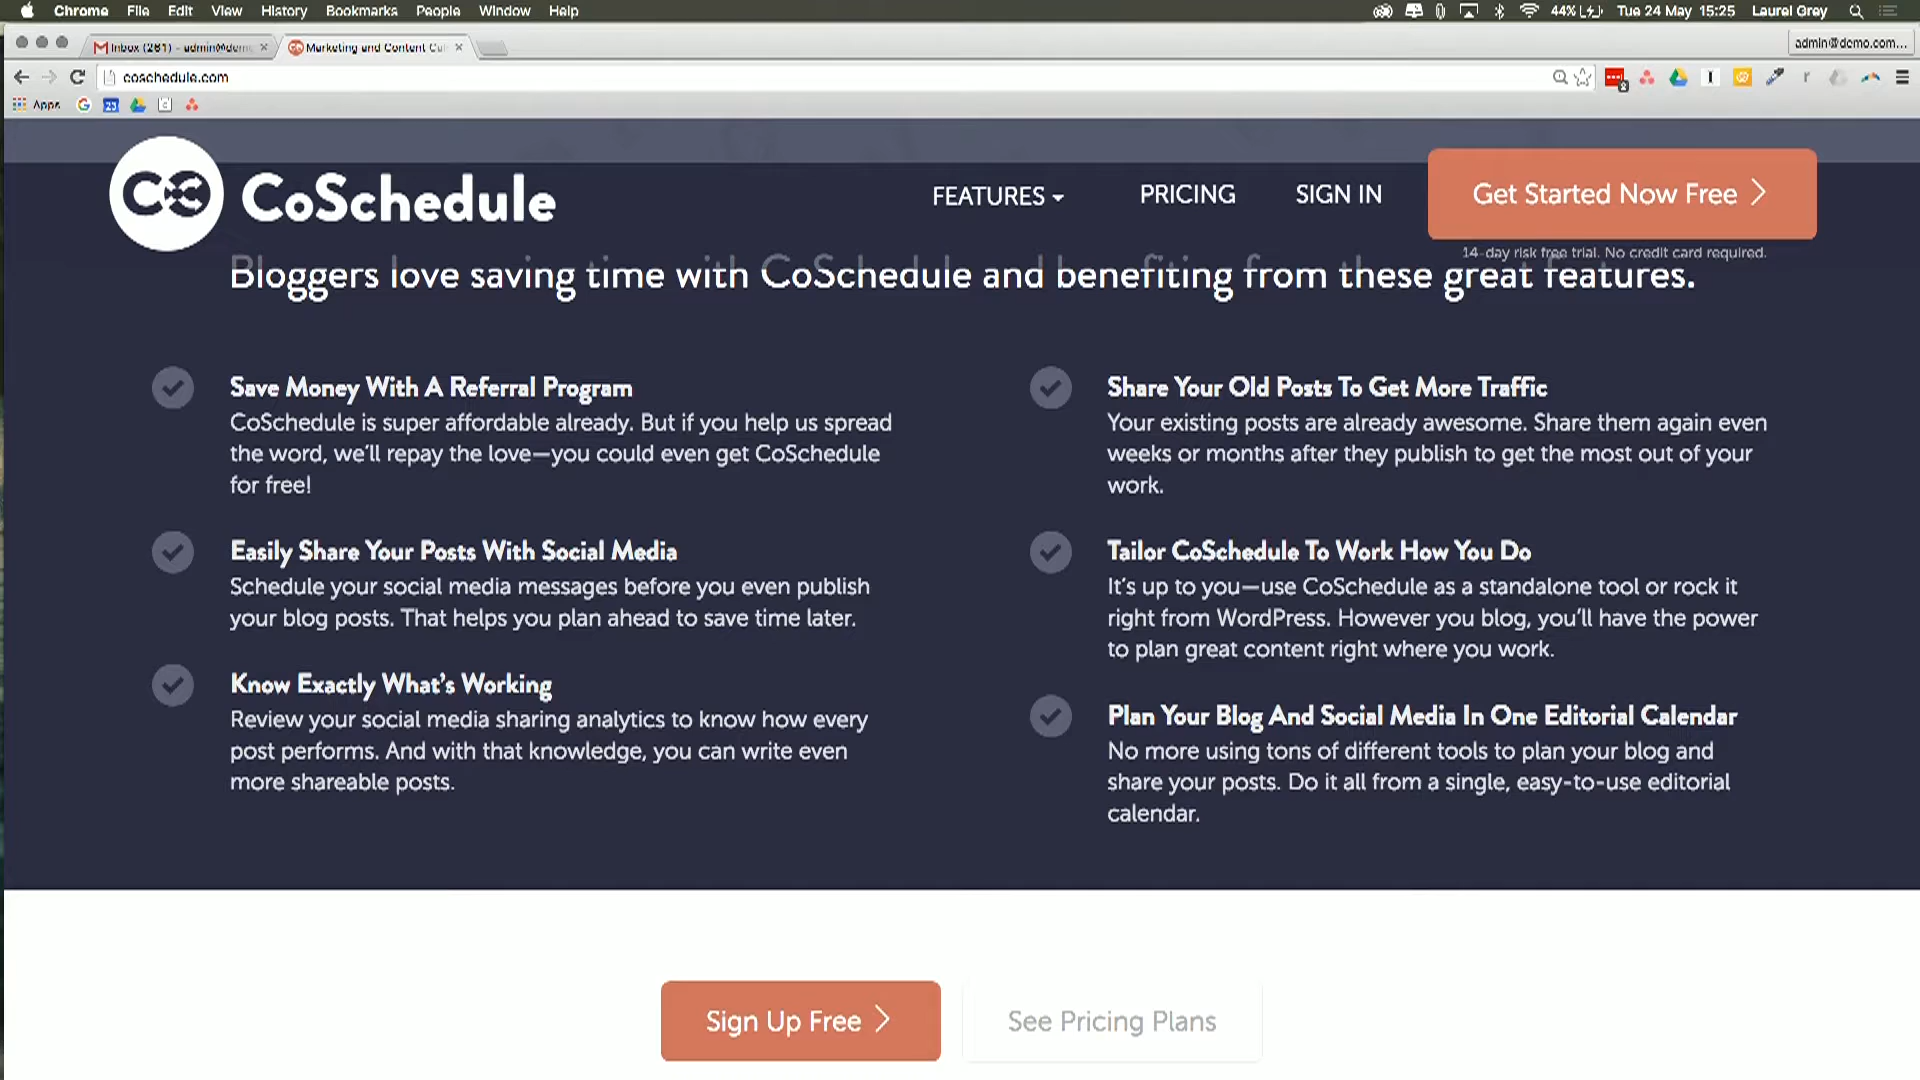 Chrome File Edit View History Bookmarks People Window Help 44% Tue 24 May 15:25 Laurel Grey
Inbox (261) - admin@demo Marketing and Content Cal admin@demo.com...
coschedule.com
Apps
CoSchedule FEATURES PRICING SIGN IN Get Started Now Free
14-day risk free trial. No credit card required.
Bloggers love saving time with CoSchedule and benefiting from these great features.
Save Money With A Referral Program
CoSchedule is super affordable already. But if you help us spread
the word, we'll repay the love—you could even get CoSchedule
for free!
Easily Share Your Posts With Social Media
Schedule your social media messages before you even publish
your blog posts. That helps you plan ahead to save time later.
Know Exactly What's Working
Review your social media sharing analytics to know how every
post performs. And with that knowledge, you can write even
more shareable posts.
Share Your Old Posts To Get More Traffic
Your existing posts are already awesome. Share them again even
weeks or months after they publish to get the most out of your
work.
Tailor CoSchedule To Work How You Do
It's up to you—use CoSchedule as a standalone tool or rock it
right from WordPress. However you blog, you'll have the power
to plan great content right where you work.
Plan Your Blog And Social Media In One Editorial Calendar
No more using tons of different tools to plan your blog and
share your posts. Do it all from a single, easy-to-use editorial
calendar.
Sign Up Free See Pricing Plans